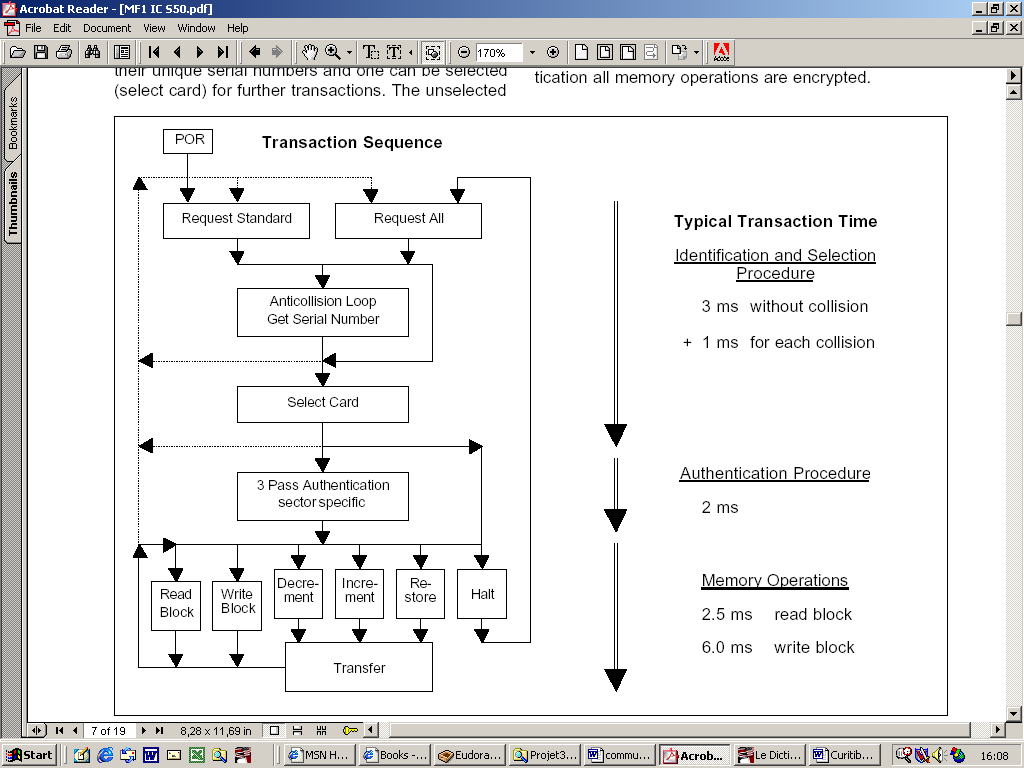 Acrobat Reader - [MF1 IC S50.pdf]
File Edit Document View Window Help
170%
Adobe
Bookmarks
Thumbnails
their unique serial numbers and one can be selected
(select card) for further transactions. The unselected
tication all memory operations are encrypted.
POR
Transaction Sequence
Request Standard
Request All
Anticollision Loop
Get Serial Number
Select Card
3 Pass Authentication
sector specific
Read
Block
Write
Block
Decre-
ment
Incre-
ment
Re-
store
Halt
Transfer
Typical Transaction Time
Identification and Selection
Procedure
3 ms without collision
+ 1 ms for each collision
Authentication Procedure
2 ms
Memory Operations
2.5 ms read block
6.0 ms write block
7 of 19
8,28 x 11,69 in
Start
MSN H...
Books -...
Eudora...
Projet3...
commu...
Acrob...
Le Dicti...
Curitib...
16:08